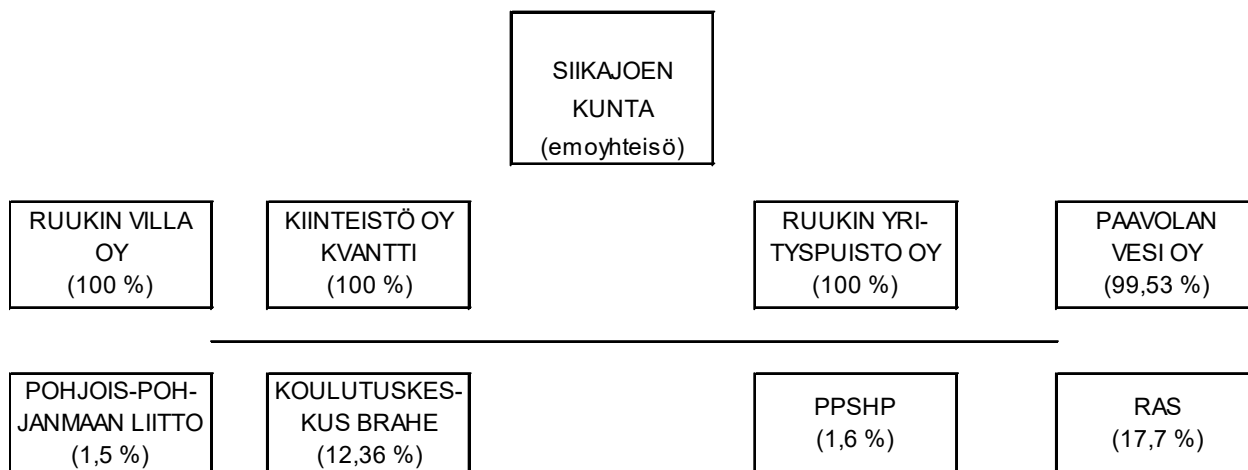 SIIKAJOEN
KUNTA
(emoyhteisö)
RUUKIN VILLA
OY
(100 %)
KIINTEISTÖ OY
KVANTTI
(100 %)
RUUKIN YRI-
TYSPUISTO OY
(100 %)
PAAVOLAN
VESI OY
(99,53 %)
POHJOIS-POH-
JANMAAN LIITTO
(1,5 %)
KOULUTUSKES-
KUS BRAHE
(12,36 %)
PPSHP
(1,6 %)
RAS
(17,7 %)